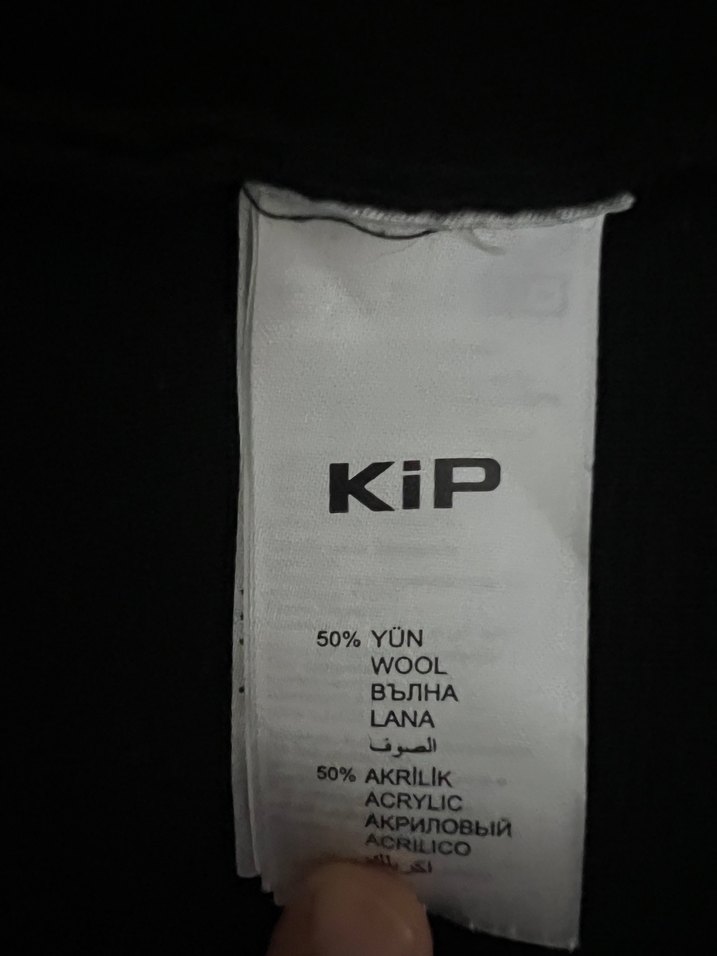 KiP
50% YÜN
WOOL
ВЪЛНА
LANA
الصوف
50% AKRİLİK
ACRYLIC
АКРИЛОВЫЙ
ACRILICO